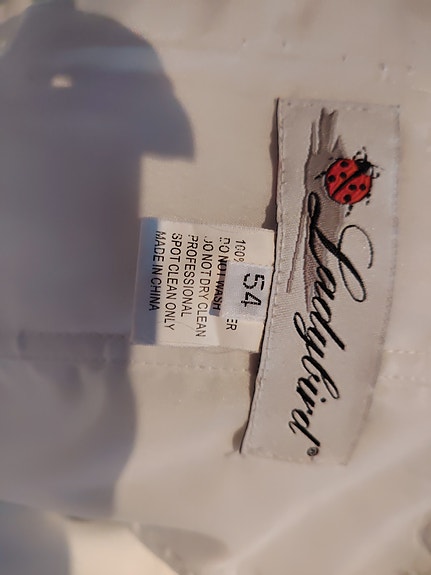 Ladybird®
54
100% ER
DO NOT WASH
DO NOT DRY CLEAN
PROFESSIONAL
SPOT CLEAN ONLY
MADE IN CHINA